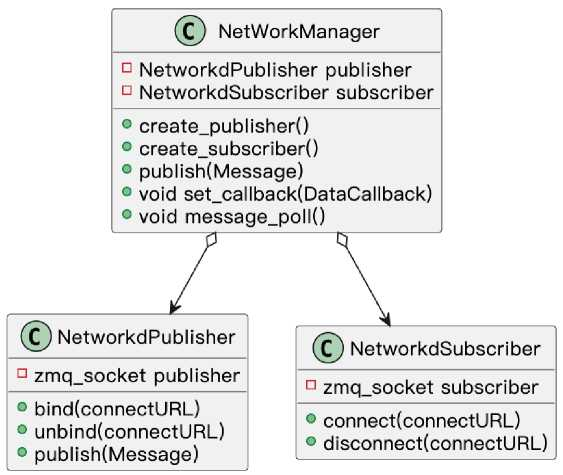 C NetWorkManager
NetworkdPublisher publisher
NetworkdSubscriber subscriber
create_publisher()
create_subscriber()
publish(Message)
void set_callback(DataCallback)
void message_poll()
C NetworkdPublisher
zmq_socket publisher
bind(connectURL)
unbind(connectURL)
publish(Message)
C NetworkdSubscriber
zmq_socket subscriber
connect(connectURL)
disconnect(connectURL)